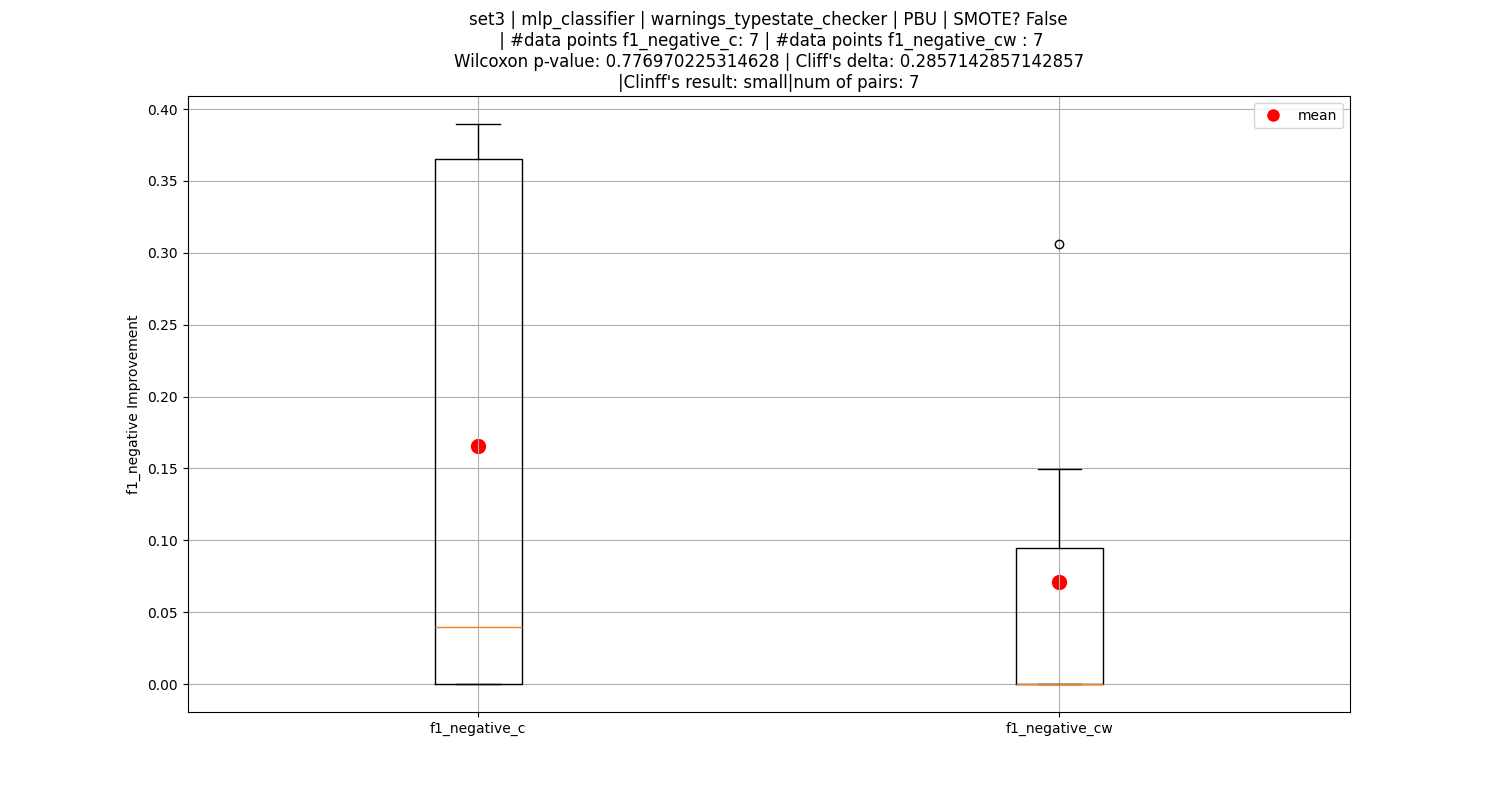 set3 | mlp_classifier | warnings_typestate_checker | PBU | SMOTE? False
| #data points f1_negative_c: 7 | #data points f1_negative_cw : 7
Wilcoxon p-value: 0.776970225314628 | Cliff's delta: 0.2857142857142857
|Clinff's result: small|num of pairs: 7
mean
0.40
0.35
0.30
0.25
0.20
0.15
0.10
0.05
0.00
f1_negative Improvement
f1_negative_c
f1_negative_cw